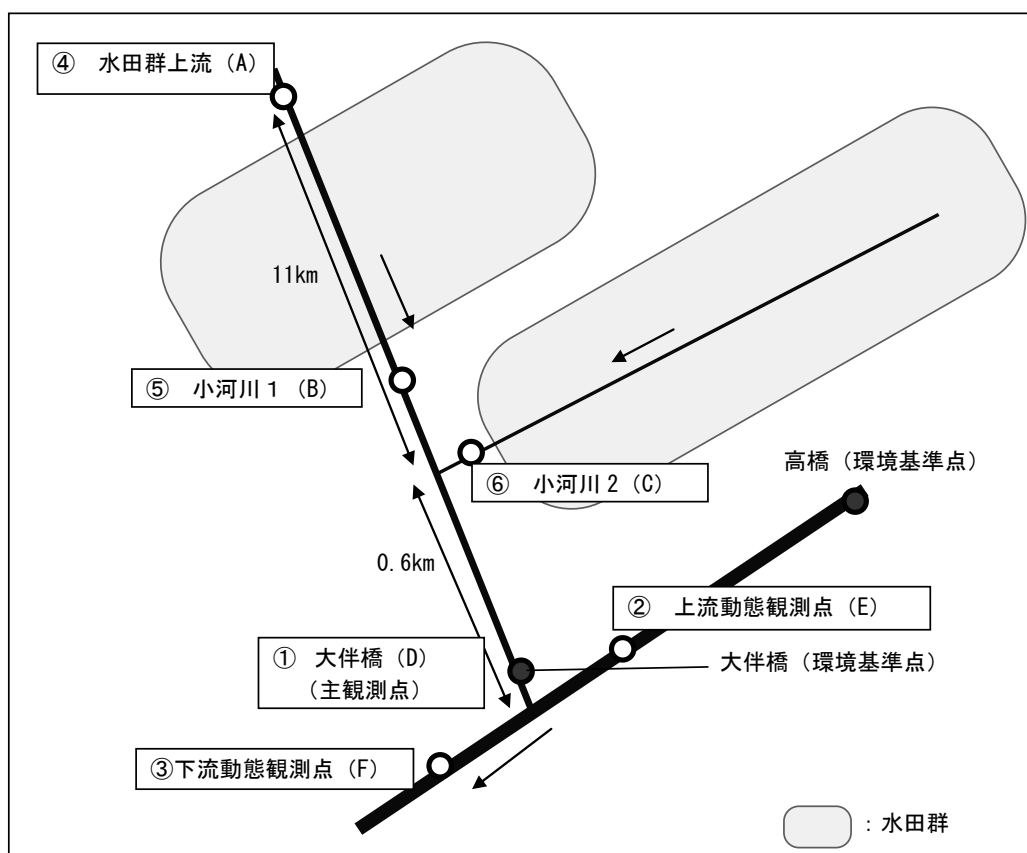 ④ 水田群上流（A）
11km
⑤ 小河川１（B）
⑥ 小河川２（C）
高橋（環境基準点）
0.6km
② 上流動態観測点（E）
① 大伴橋（D）
（主観測点）
大伴橋（環境基準点）
③下流動態観測点（F）
：水田群